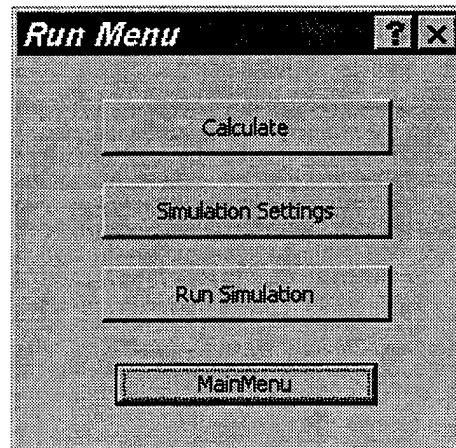 Run Menu ? ×
Calculate
Simulation Settings
Run Simulation
MainMenu